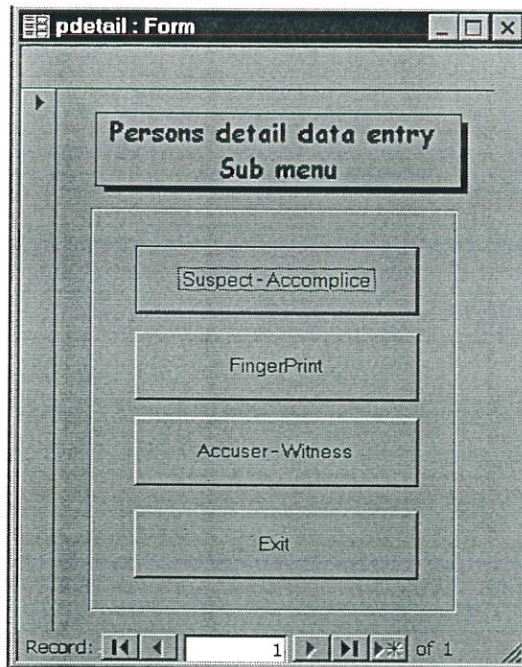 pdetail : Form
Persons detail data entry
Sub menu
Suspect-Accomplice
FingerPrint
Accuser-Witness
Exit
Record: 1 of 1